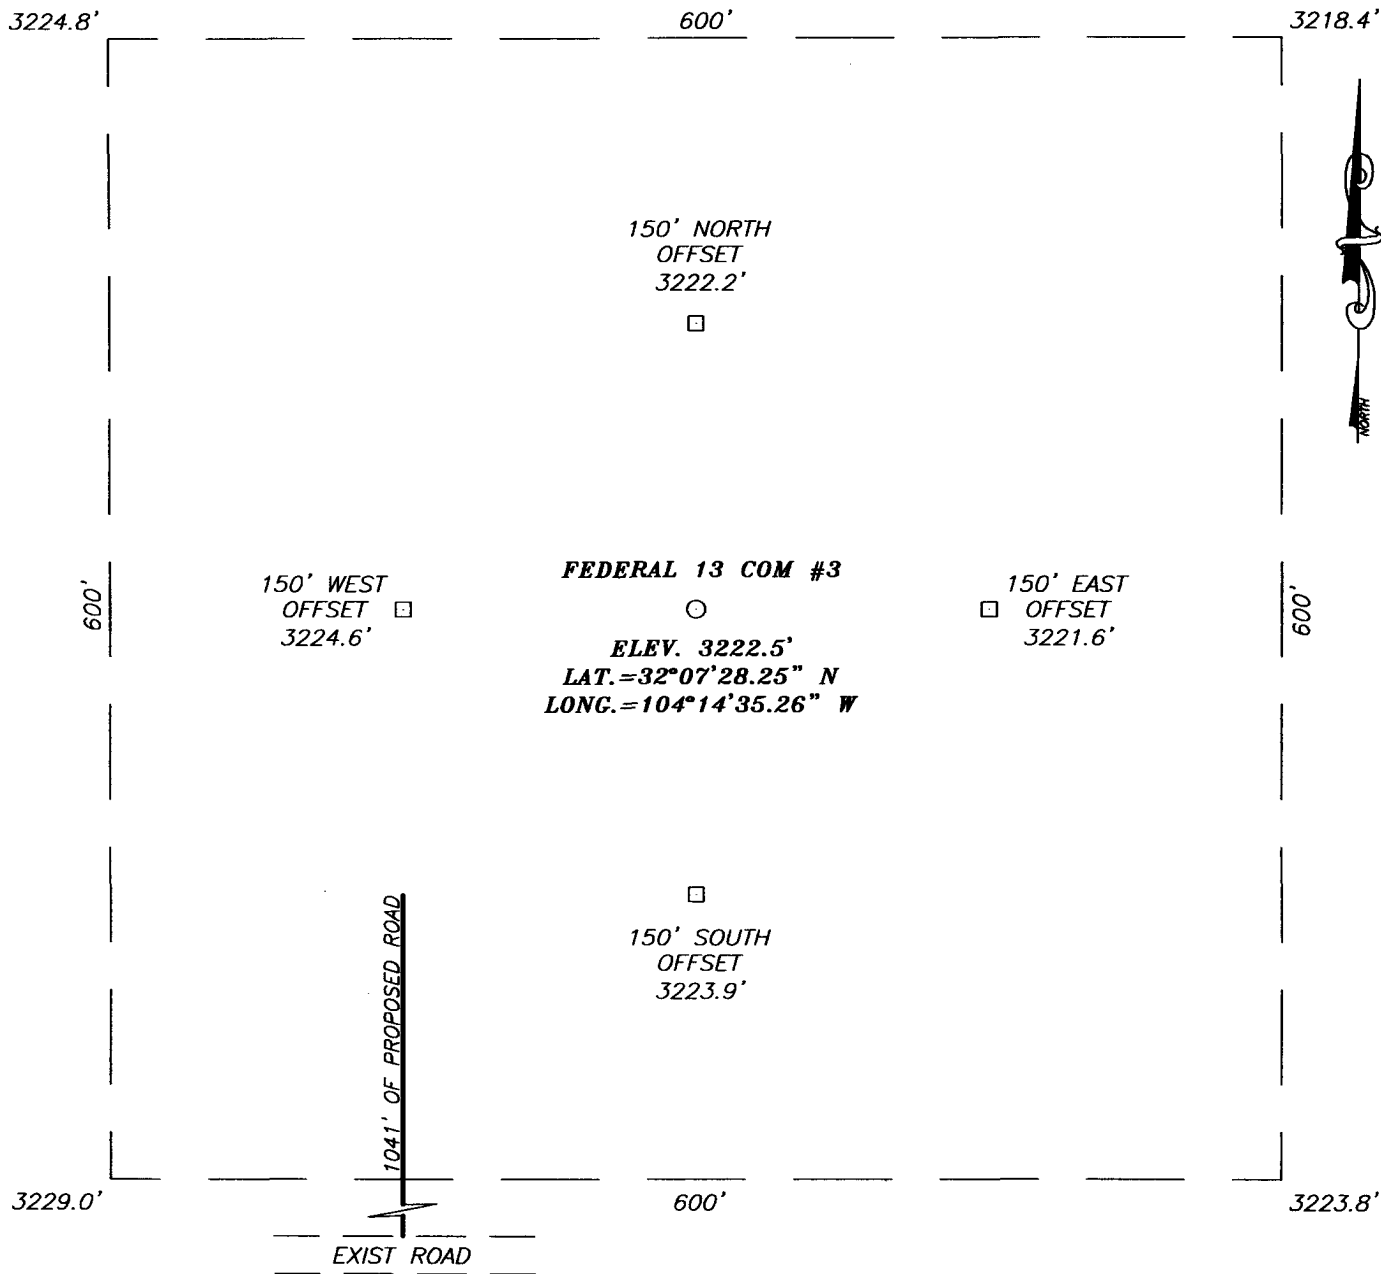 3224.8' 600' 3218.4'
150' NORTH
OFFSET
3222.2'
NORTH
600'
150' WEST
OFFSET
3224.6'
FEDERAL 13 COM #3
ELEV. 3222.5'
LAT.=32°07'28.25" N
LONG.=104°14'35.26" W
150' EAST
OFFSET
3221.6'
600'
150' SOUTH
OFFSET
3223.9'
1041' OF PROPOSED ROAD
3229.0' 600' 3223.8'
EXIST ROAD